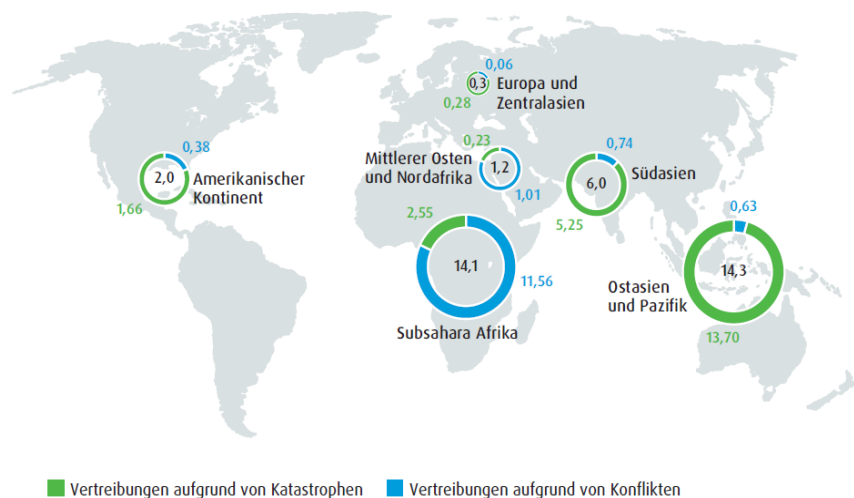 0,06
0,3
Europa und
Zentralasien
0,28
0,38
2,0
Amerikanischer
Kontinent
1,66
0,23
Mittlerer Osten
und Nordafrika
1,2
1,01
0,74
6,0
Südasien
5,25
2,55
14,1
11,56
Subsahara Afrika
0,63
14,3
Ostasien
und Pazifik
13,70
Vertreibungen aufgrund von Katastrophen
Vertreibungen aufgrund von Konflikten